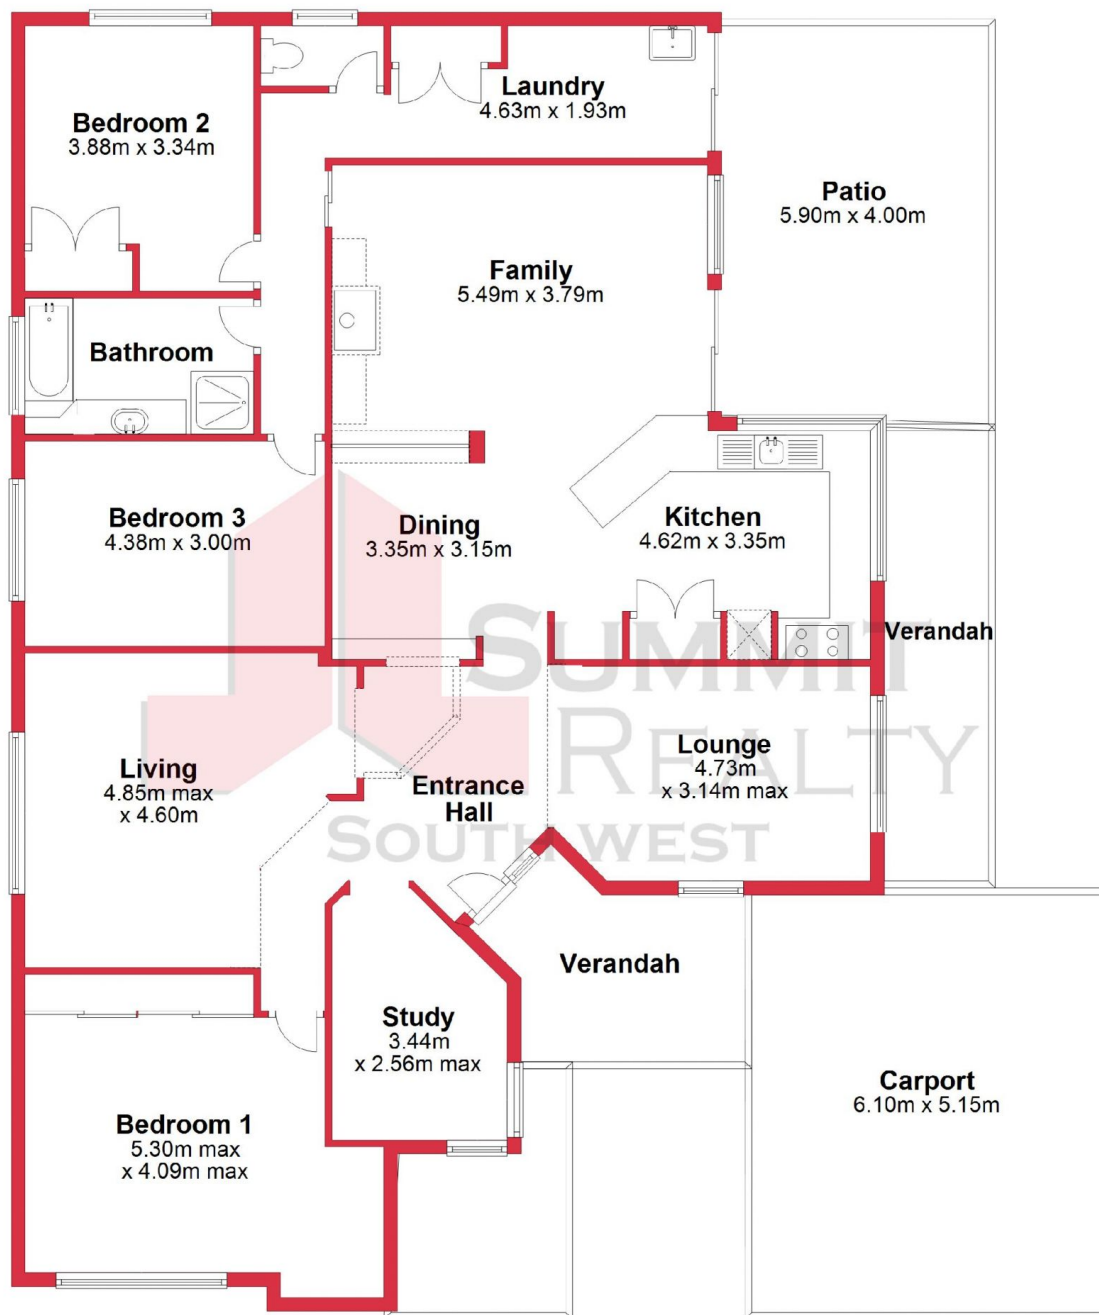 Bedroom 2
3.88m x 3.34m
Laundry
4.63m x 1.93m
Patio
5.90m x 4.00m
Family
5.49m x 3.79m
Bathroom
Bedroom 3
4.38m x 3.00m
Dining
3.35m x 3.15m
Kitchen
4.62m x 3.35m
Verandah
SUMMIT
REALTY
SOUTHWEST
Living
4.85m max
x 4.60m
Entrance
Hall
Lounge
4.73m
x 3.14m max
Verandah
Study
3.44m
x 2.56m max
Carport
6.10m x 5.15m
Bedroom 1
5.30m max
x 4.09m max